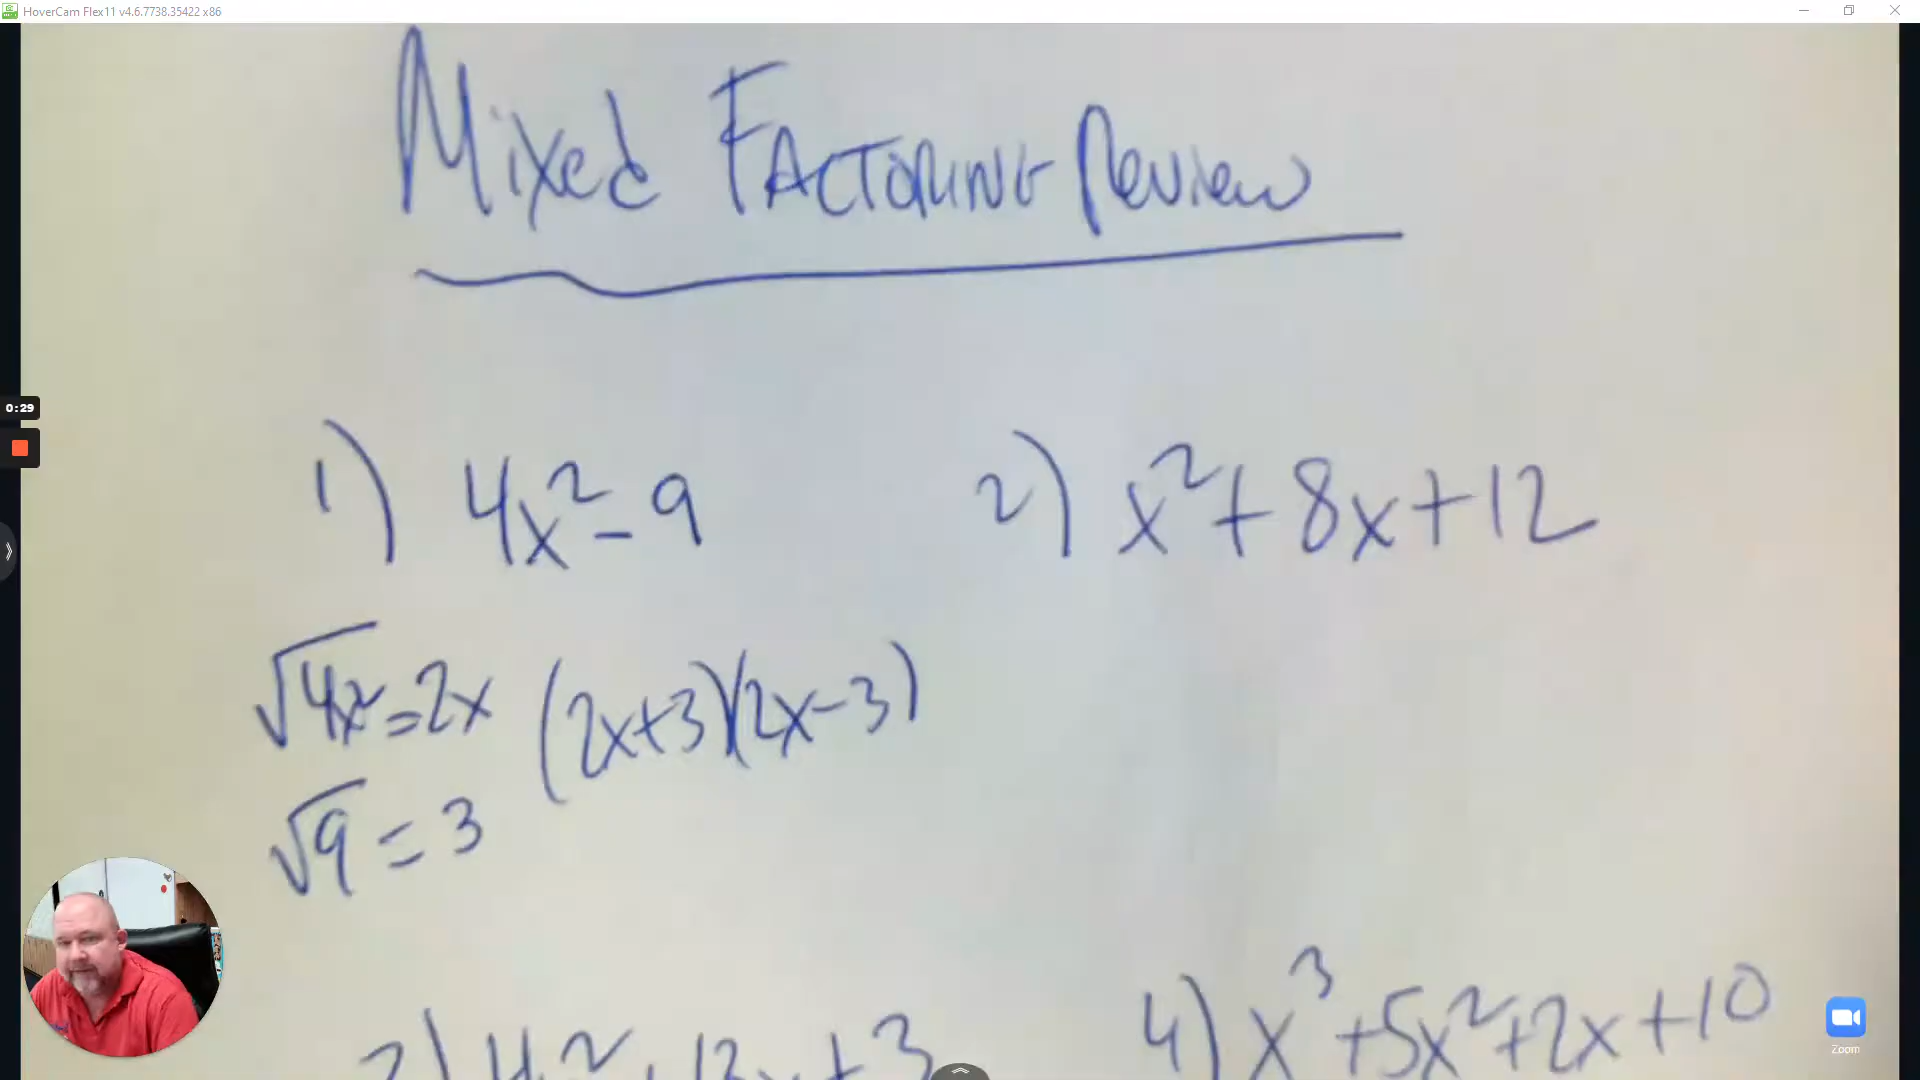 HoverCam Flex11 v4.6.7738.35422 x86
Mixed FACTORING Review
0:29
1) 4x² - 9
2) x² + 8x + 12
√4x² = 2x (2x+3)(2x-3)
√9 = 3
4) x³ + 5x² + 2x + 10
Zoom